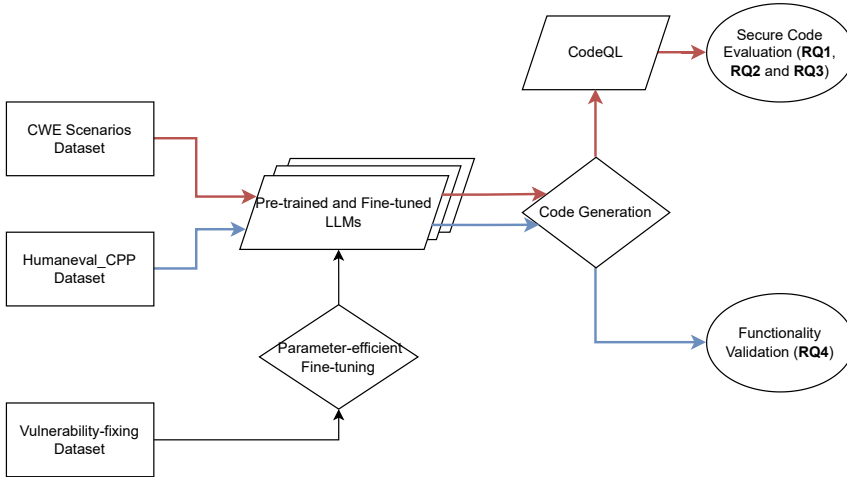 CodeQL
Secure Code
Evaluation (RQ1,
RQ2 and RQ3)
CWE Scenarios
Dataset
Pre-trained and Fine-tuned
LLMs
Code Generation
Humaneval_CPP
Dataset
Parameter-efficient
Fine-tuning
Functionality
Validation (RQ4)
Vulnerability-fixing
Dataset